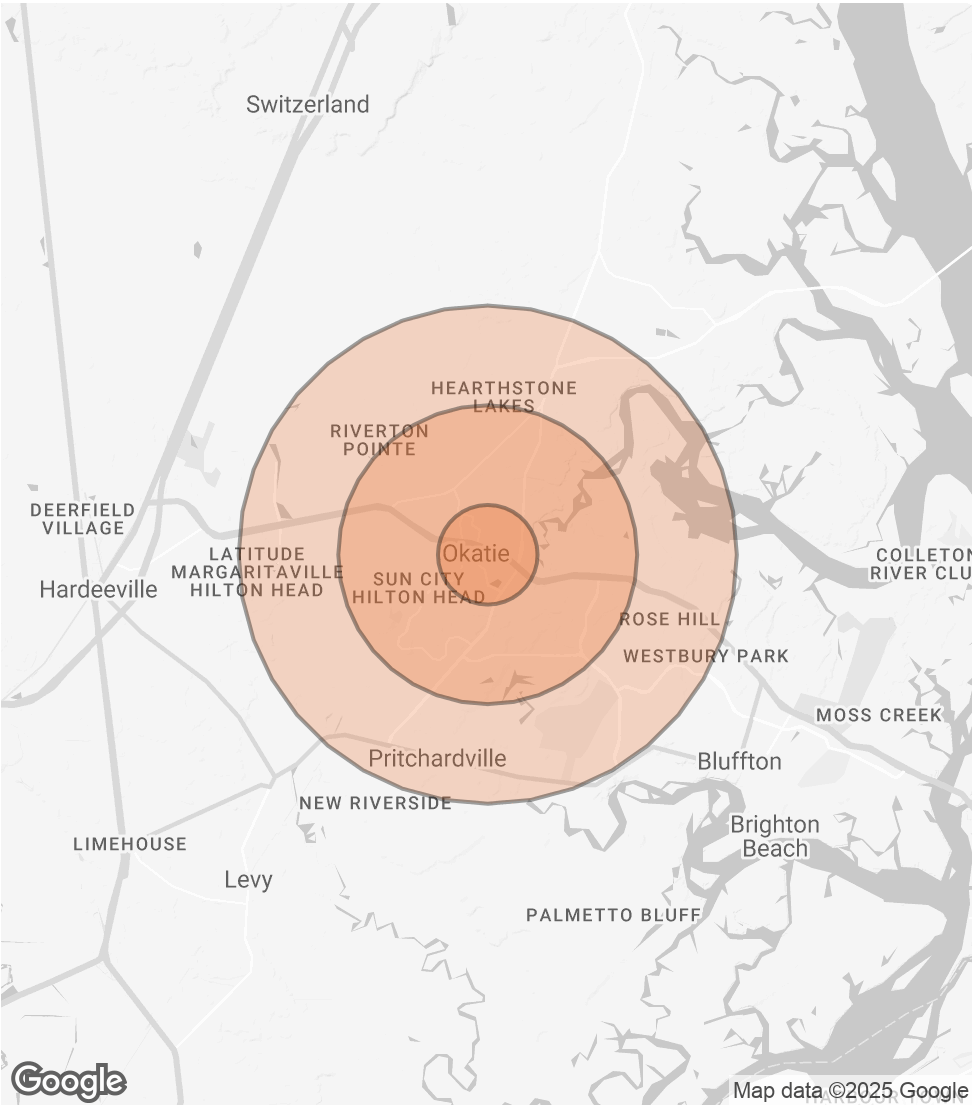 Switzerland
HEARTHSTONE
LAKES
RIVERTON
POINTE
DEERFIELD
VILLAGE
Okatie
LATITUDE
MARGARITAVILLE
HILTON HEAD
COLLETON
RIVER CLU
SUN CITY
HILTON HEAD
Hardeeville
ROSE HILL
WESTBURY PARK
MOSS CREEK
Pritchardville
Bluffton
NEW RIVERSIDE
Brighton
Beach
LIMEHOUSE
Levy
PALMETTO BLUFF
Google
Map data ©2025 Google
HARBOUR TOWN